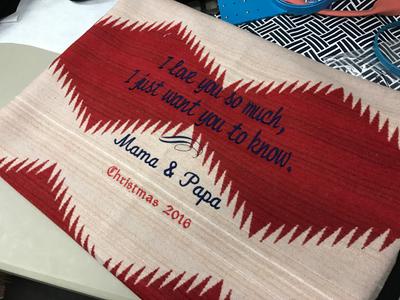 I love you so much,
I just want you to know.
Mama & Papa
Christmas 2016